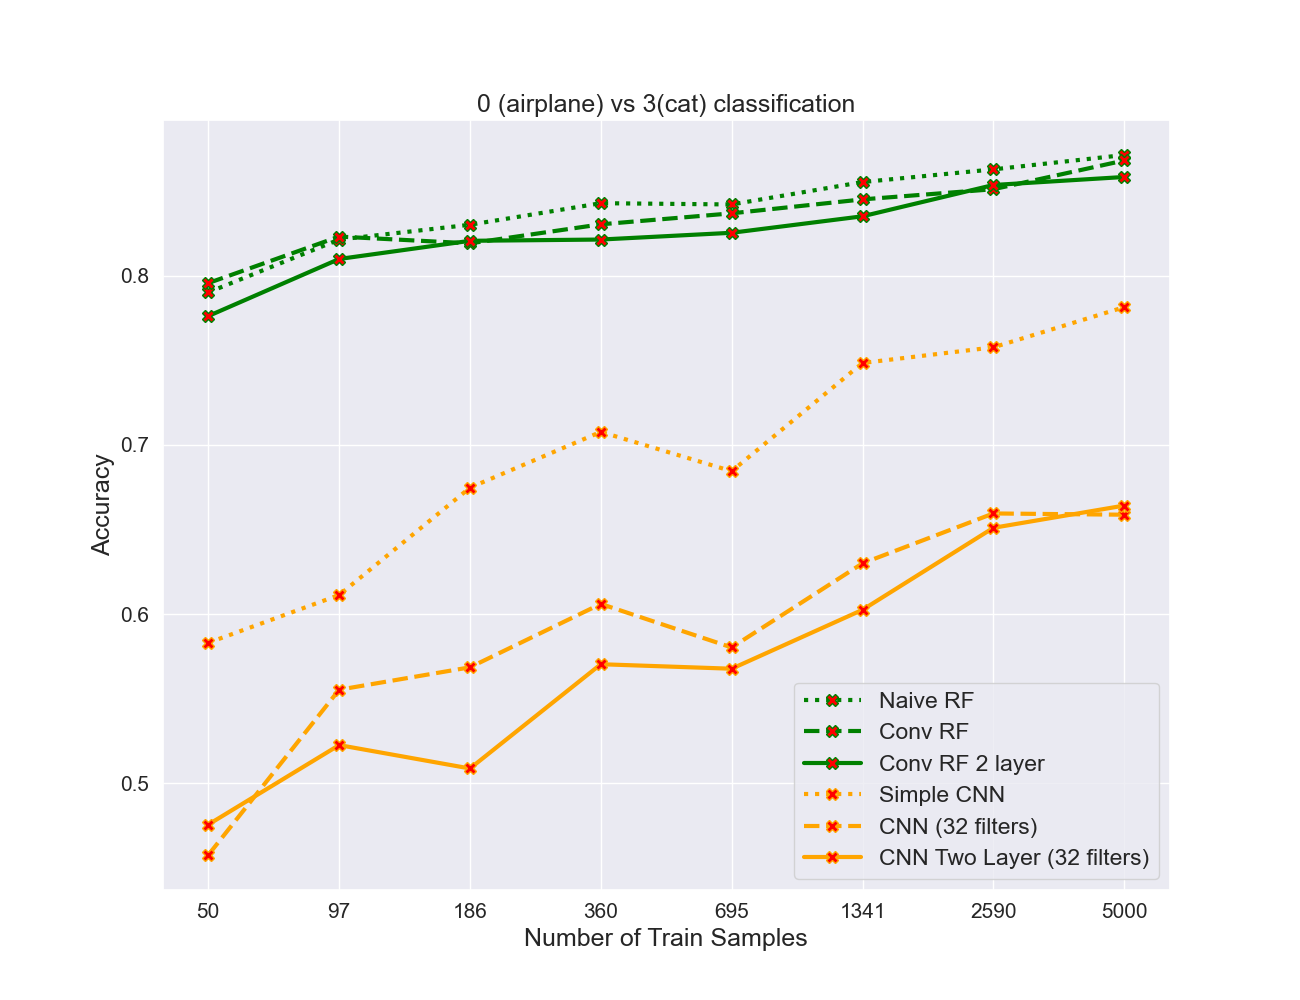 0 (airplane) vs 3(cat) classification
Accuracy
0.8
0.7
0.6
0.5
50 97 186 360 695 1341 2590 5000
Number of Train Samples
Naive RF
Conv RF
Conv RF 2 layer
Simple CNN
CNN (32 filters)
CNN Two Layer (32 filters)